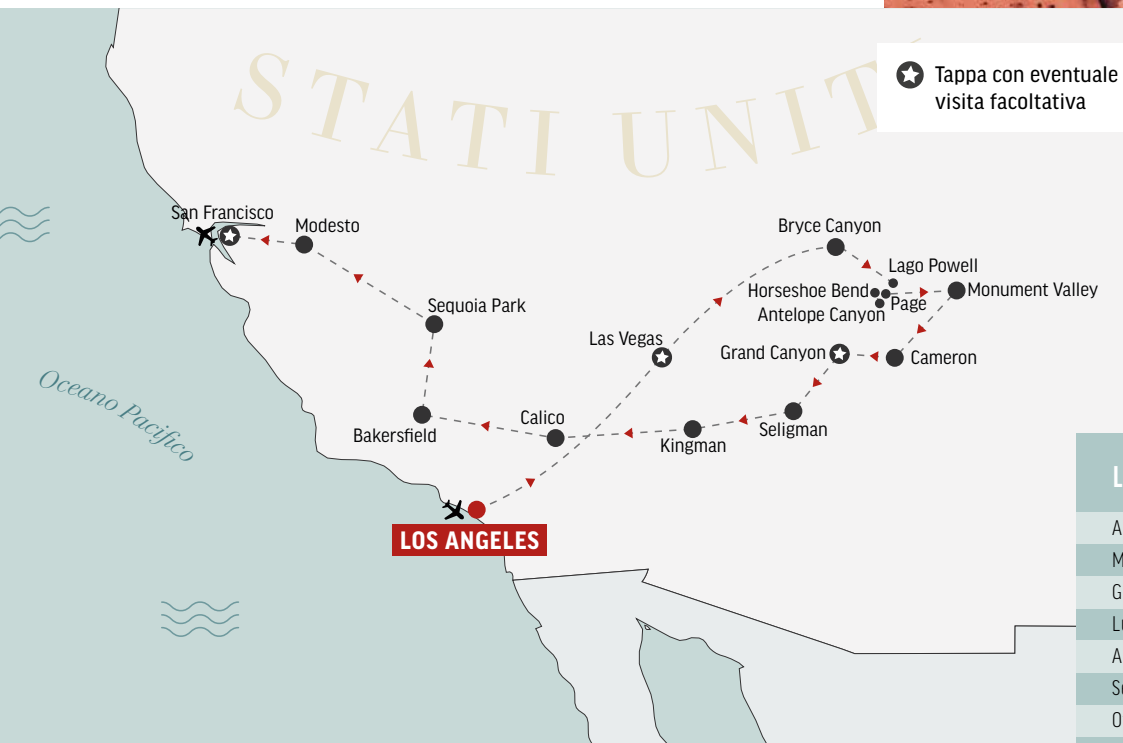 STATI UNITI
Tappa con eventuale
visita facoltativa
San Francisco
Modesto
Bryce Canyon
Lago Powell
Horseshoe Bend
Monument Valley
Page
Antelope Canyon
Sequoia Park
Las Vegas
Grand Canyon
Cameron
Oceano Pacifico
Calico
Bakersfield
Kingman
Seligman
LOS ANGELES